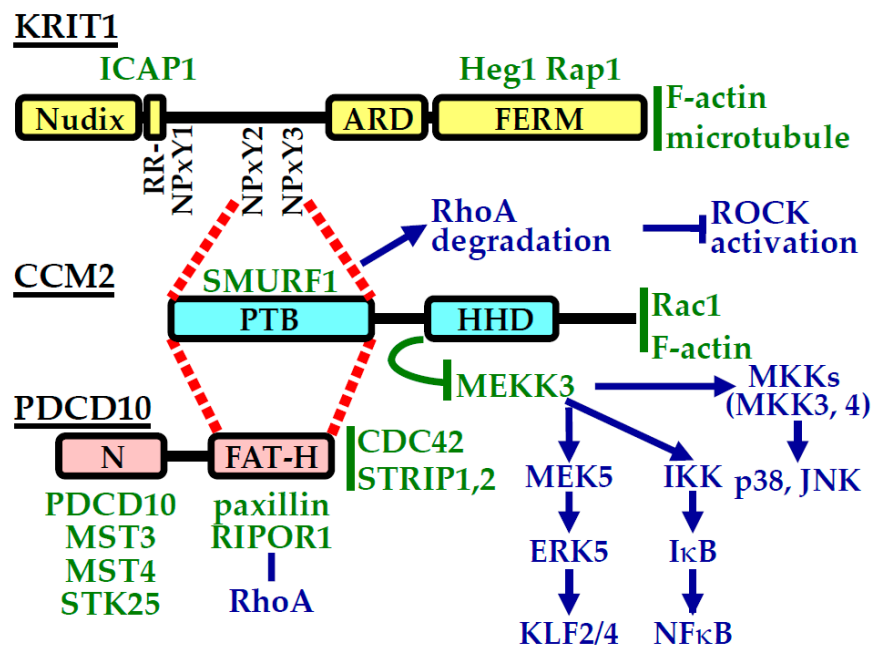 KRIT1
ICAP1
Heg1 Rap1
Nudix
ARD
FERM
F-actin
microtubule
RR-
NPxY1
NPxY2
NPxY3
RhoA
degradation
ROCK
activation
CCM2
SMURF1
PTB
HHD
Rac1
F-actin
MEKK3
MKKs
(MKK3, 4)
PDCD10
N
FAT-H
CDC42
STRIP1,2
MEK5
IKK
p38, JNK
PDCD10
MST3
MST4
STK25
paxillin
RIPOR1
RhoA
ERK5
IκB
KLF2/4
NFκB